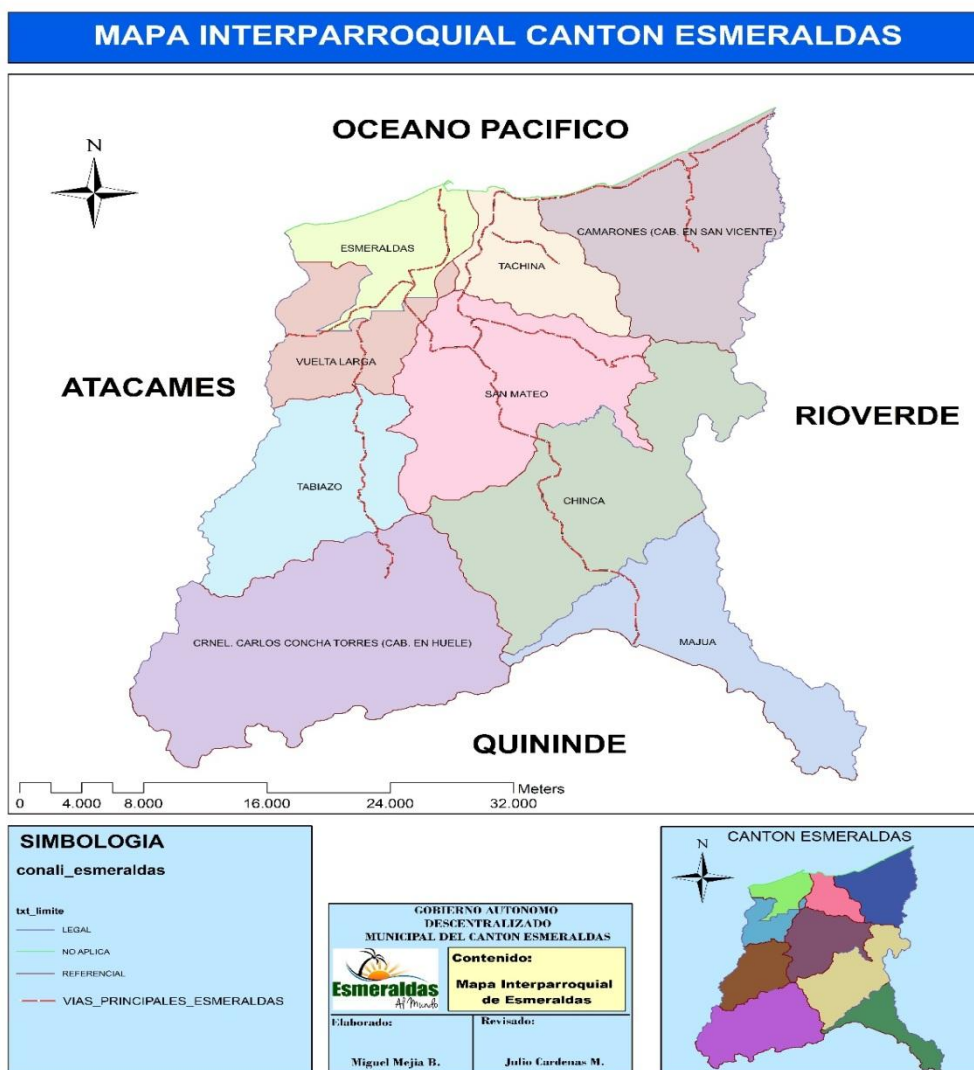 MAPA INTERPARROQUIAL CANTON ESMERALDAS
OCEANO PACIFICO
N
CAMARONES (CAB. EN SAN VICENTE)
ESMERALDAS
TACHINA
VUELTA LARGA
ATACAMES
SAN MATEO
RIOVERDE
TABIAZO
CHINCA
CRNEL. CARLOS CONCHA TORRES (CAB. EN HUELE)
MAJUA
QUININDE
Meters
0 4.000 8.000 16.000 24.000 32.000
SIMBOLOGIA
conali_esmeraldas
txt_limite
LEGAL
NO APLICA
REFERENCIAL
VIAS_PRINCIPALES_ESMERALDAS
GOBIERNO AUTONOMO
DESCENTRALIZADO
MUNICIPAL DEL CANTON ESMERALDAS
Esmeraldas
Al Mundo
Contenido:
Mapa Interparroquial
de Esmeraldas
Elaborado:
Miguel Mejia B.
Revisado:
Julio Cardenas M.
CANTON ESMERALDAS
N